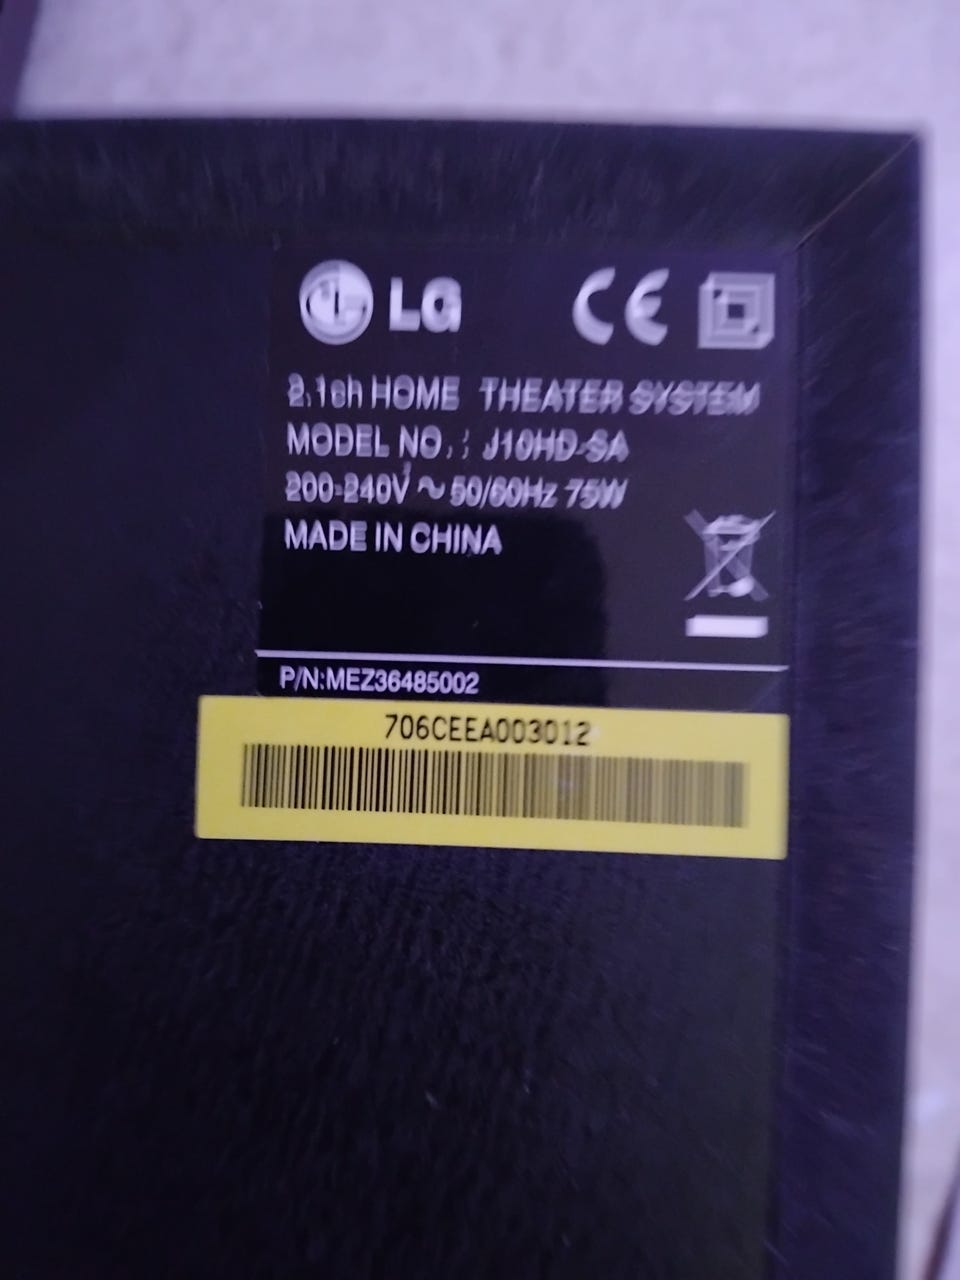 LG CE
2.1ch HOME THEATER SYSTEM
MODEL NO. : J10HD-SA
200-240V ~ 50/60Hz 75W
MADE IN CHINA
P/N:MEZ36485002
706CEEA003012